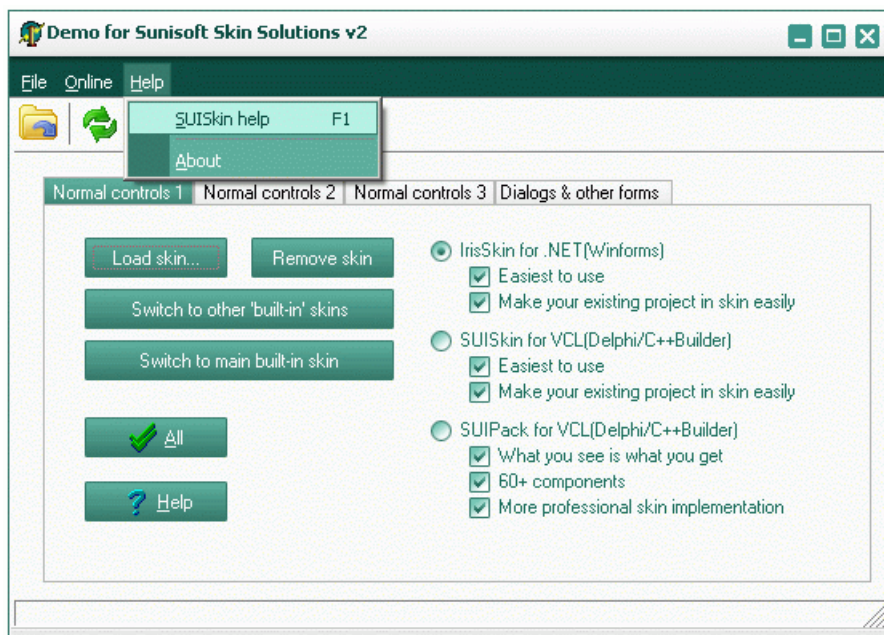 Demo for Sunisoft Skin Solutions v2
File Online Help
SUISkin help F1
About
Normal controls 1 Normal controls 2 Normal controls 3 Dialogs & other forms
Load skin... Remove skin
Switch to other 'built-in' skins
Switch to main built-in skin
All
Help
IrisSkin for .NET(Winforms)
Easiest to use
Make your existing project in skin easily
SUISkin for VCL(Delphi/C++Builder)
Easiest to use
Make your existing project in skin easily
SUIPack for VCL(Delphi/C++Builder)
What you see is what you get
60+ components
More professional skin implementation